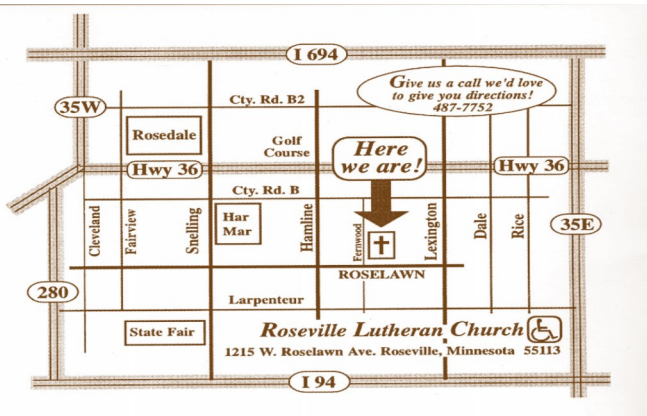 I 694
Give us a call we'd love
to give you directions!
487-7752
35W
Cty. Rd. B2
Rosedale
Golf
Course
Here
we are!
Hwy 36
Hwy 36
Cty. Rd. B
Cleveland
Fairview
Snelling
Har
Mar
Hamline
Fernwood
Lexington
Dale
Rice
35E
ROSELAWN
280
Larpenteur
State Fair
Roseville Lutheran Church
1215 W. Roselawn Ave. Roseville, Minnesota 55113
I 94